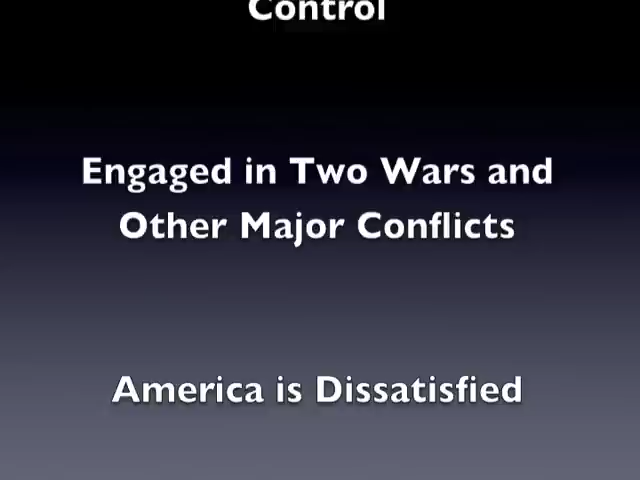 Control
Engaged in Two Wars and
Other Major Conflicts
America is Dissatisfied